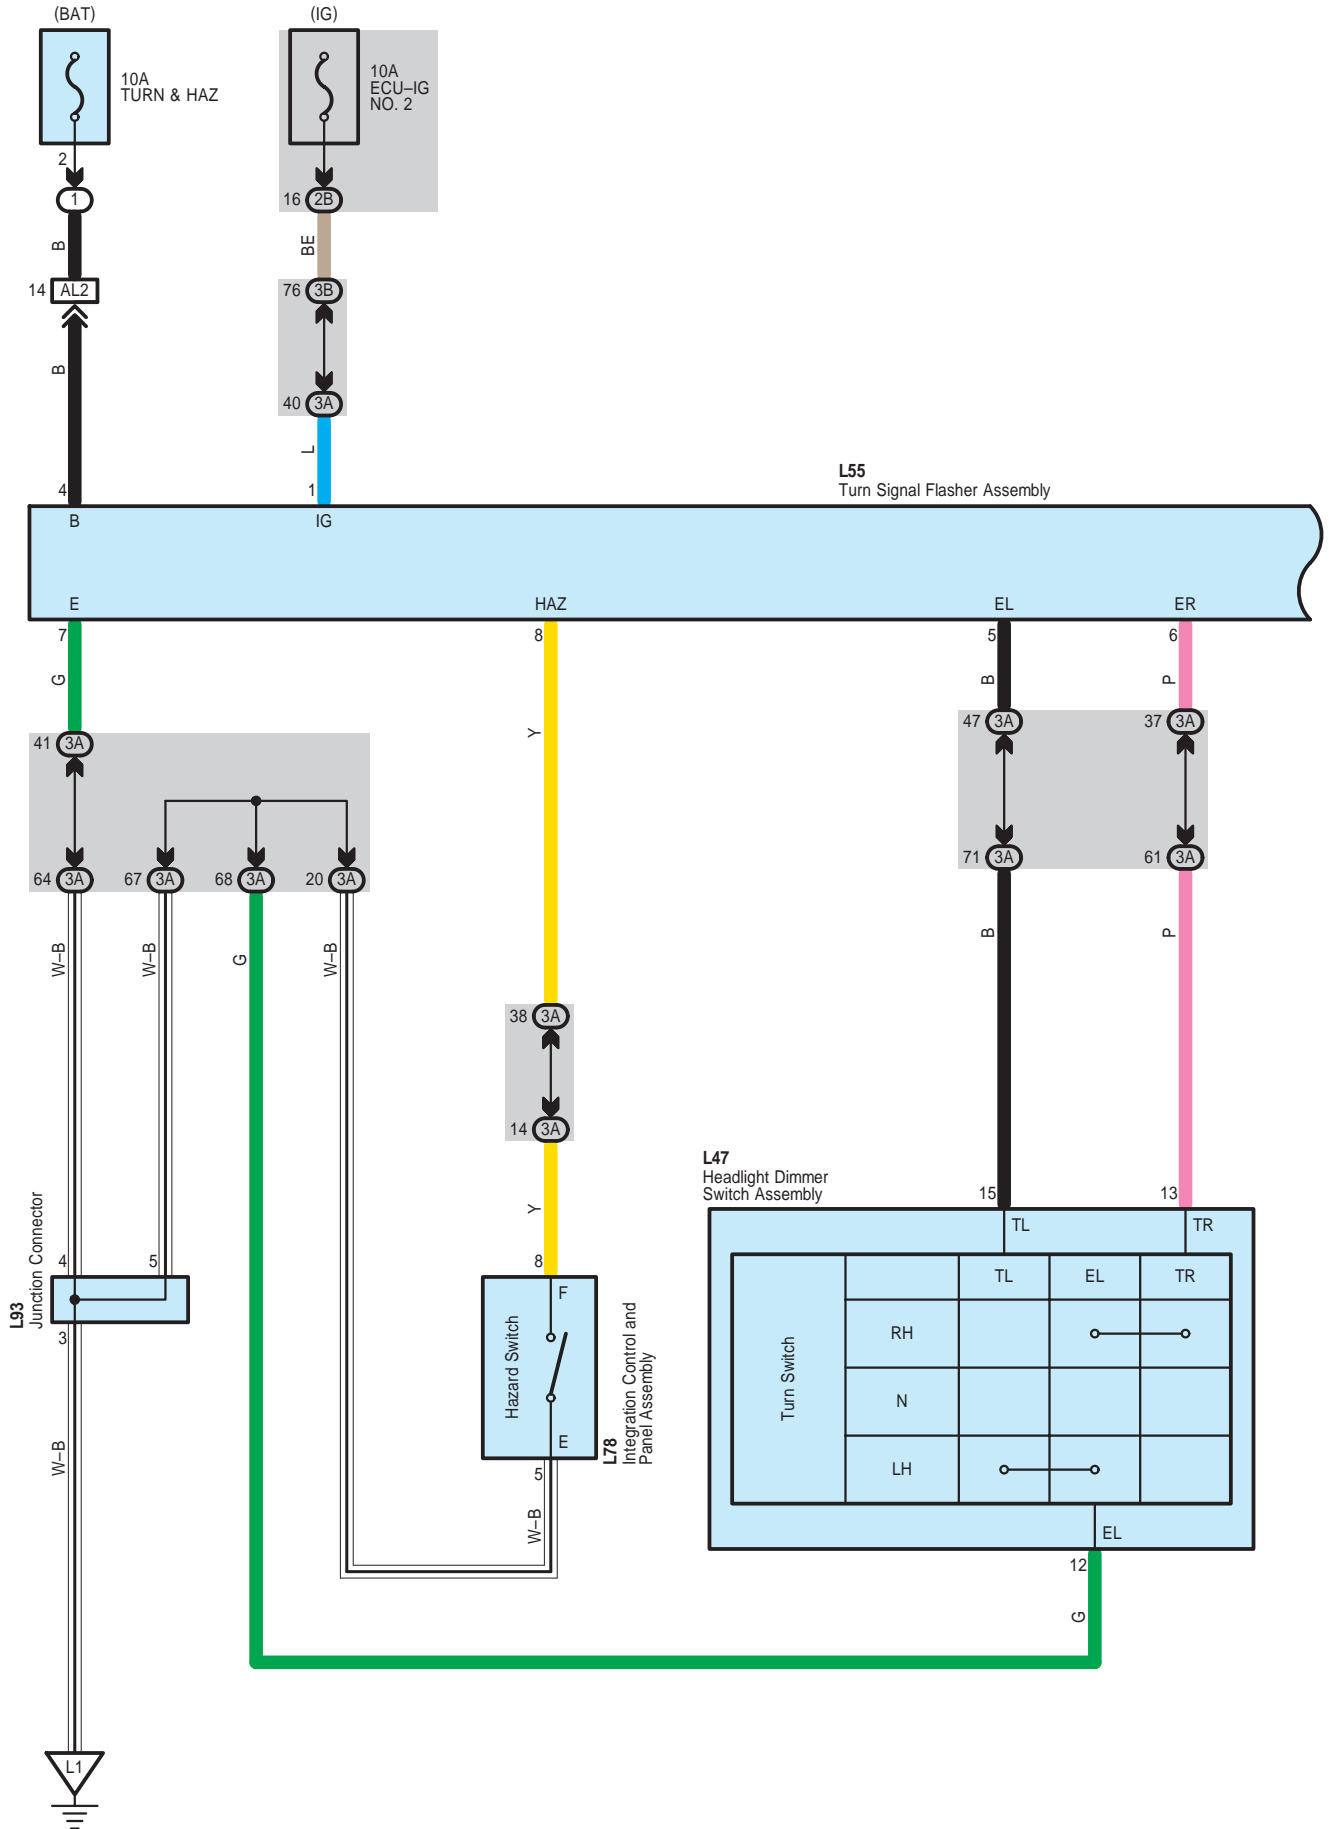 (BAT)
(IG)
10A
TURN & HAZ
10A
ECU–IG
NO. 2
2
1
16 2B
B
BE
14 AL2
76 3B
B
40 3A
L
L55
Turn Signal Flasher Assembly
4
1
B
IG
E
HAZ
EL
ER
7
8
5
6
G
Y
B
P
47 3A
37 3A
41 3A
71 3A
61 3A
64 3A
67 3A
68 3A
20 3A
W–B
W–B
G
W–B
B
P
38 3A
14 3A
Y
L47
Headlight Dimmer
Switch Assembly
15
13
TL
TR
L93
Junction Connector
4
5
3
8
F
Hazard Switch
E
L78
Integration Control and
Panel Assembly
5
W–B
W–B
Turn Switch
TL
EL
TR
RH
N
LH
EL
12
G
L1